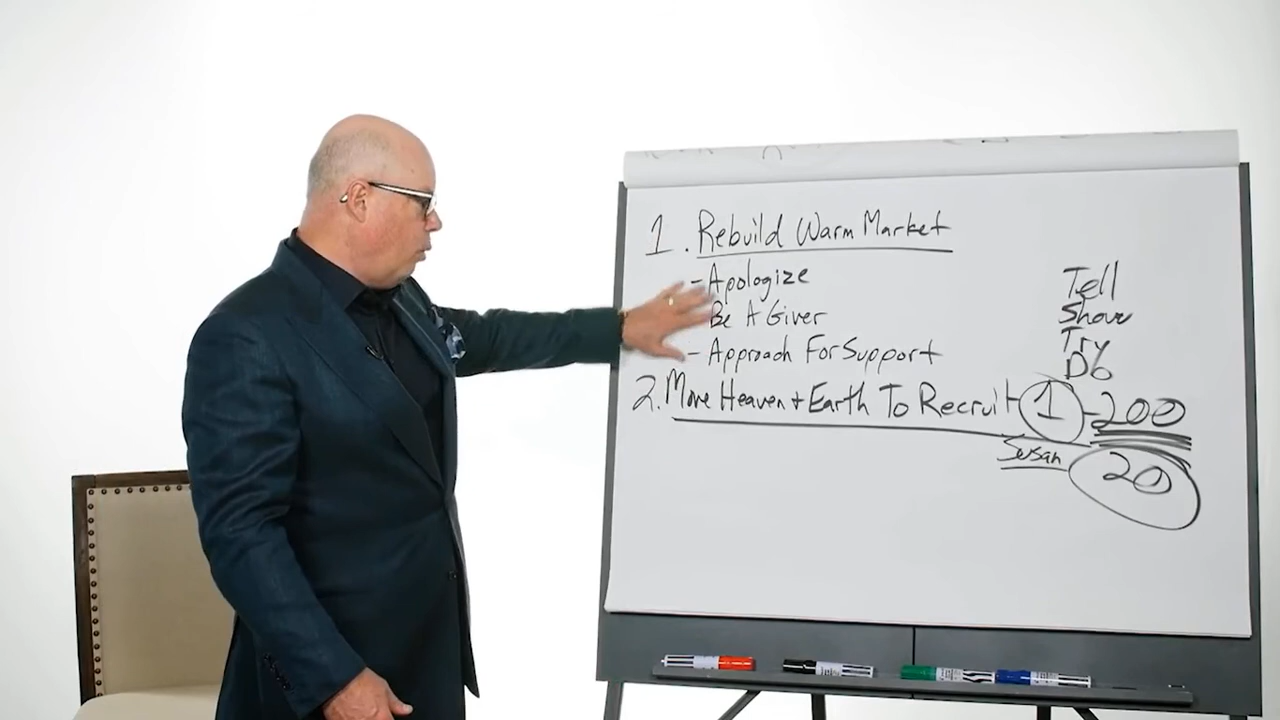 1. Rebuild Warm Market
- Apologize
Be A Giver
- Approach For Support
2. Move Heaven + Earth To Recruit 1 - 200
Susan 20
Tell
Show
Try
Do